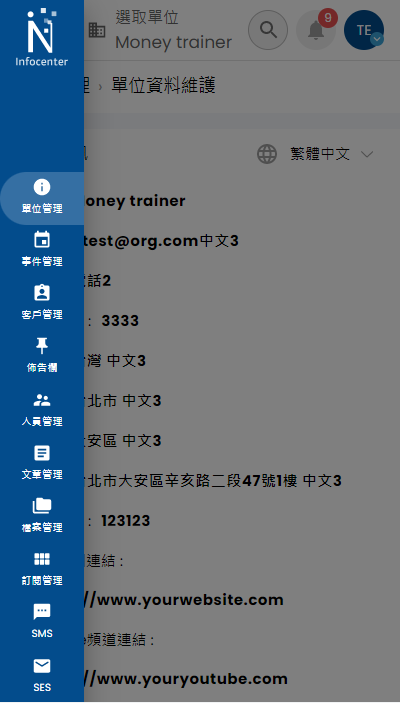 Infocenter
選取單位
Money trainer
9
TE
理 › 單位資料維護
繁體中文
oney trainer
單位管理
test@org.com中文3
事件管理
話2
客戶管理
: 3333
灣 中文3
佈告欄
北市 中文3
人員管理
安區 中文3
文章管理
北市大安區辛亥路二段47號1樓 中文3
: 123123
檔案管理
連結 :
訂閱管理
//www.yourwebsite.com
SMS
頻道連結 :
//www.youryoutube.com
SES